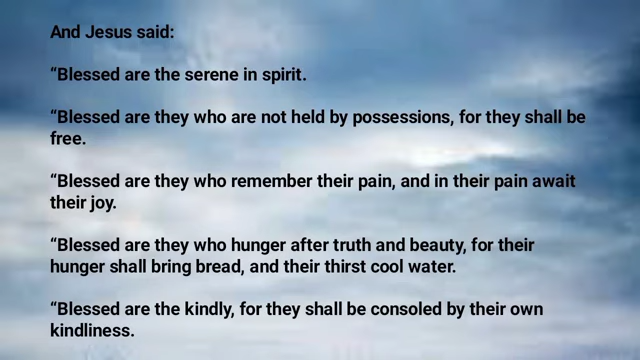 And Jesus said:
“Blessed are the serene in spirit.
“Blessed are they who are not held by possessions, for they shall be
free.
“Blessed are they who remember their pain, and in their pain await
their joy.
“Blessed are they who hunger after truth and beauty, for their
hunger shall bring bread, and their thirst cool water.
“Blessed are the kindly, for they shall be consoled by their own
kindliness.